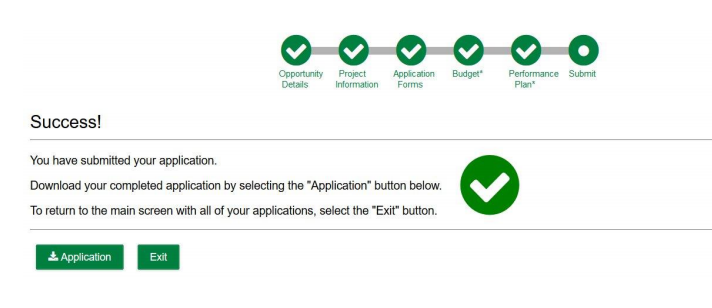 Opportunity Details
Project Information
Application Forms
Budget*
Performance Plan*
Submit
Success!
You have submitted your application.
Download your completed application by selecting the "Application" button below.
To return to the main screen with all of your applications, select the "Exit" button.
Application
Exit